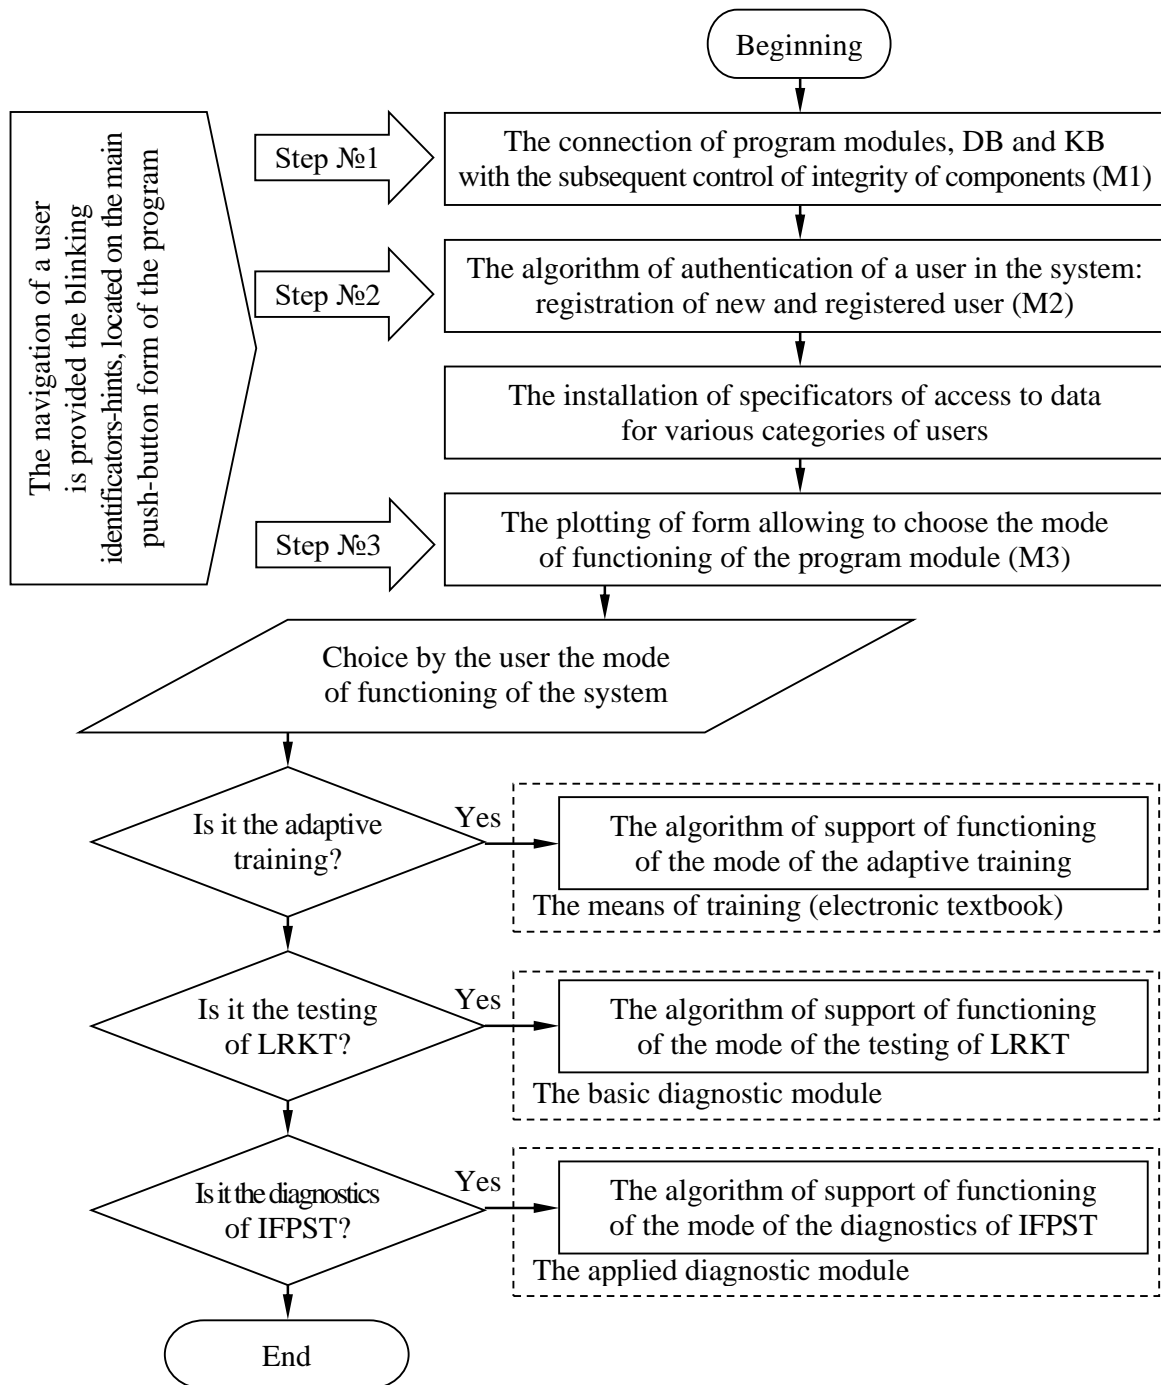 Beginning
The navigation of a user
is provided the blinking
identificators-hints, located on the main
push-button form of the program
Step №1
The connection of program modules, DB and KB
with the subsequent control of integrity of components (M1)
Step №2
The algorithm of authentication of a user in the system:
registration of new and registered user (M2)
The installation of specificators of access to data
for various categories of users
Step №3
The plotting of form allowing to choose the mode
of functioning of the program module (M3)
Choice by the user the mode
of functioning of the system
Is it the adaptive
training?
Yes
The algorithm of support of functioning
of the mode of the adaptive training
The means of training (electronic textbook)
Is it the testing
of LRKT?
Yes
The algorithm of support of functioning
of the mode of the testing of LRKT
The basic diagnostic module
Is it the diagnostics
of IFPST?
Yes
The algorithm of support of functioning
of the mode of the diagnostics of IFPST
The applied diagnostic module
End